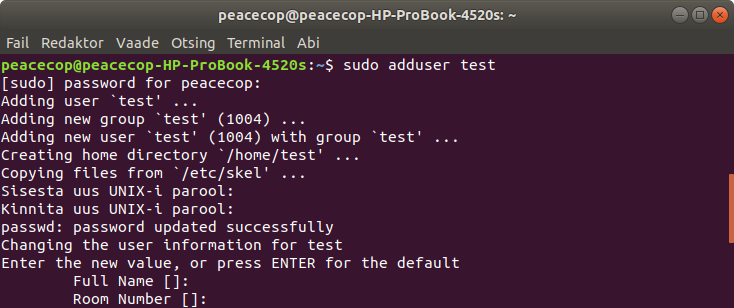 peacecop@peacecop-HP-ProBook-4520s: ~
Fail Redaktor Vaade Otsing Terminal Abi
peacecop@peacecop-HP-ProBook-4520s:~$ sudo adduser test
[sudo] password for peacecop:
Adding user `test' ...
Adding new group `test' (1004) ...
Adding new user `test' (1004) with group `test' ...
Creating home directory `/home/test' ...
Copying files from `/etc/skel' ...
Sisesta uus UNIX-i parool:
Kinnita uus UNIX-i parool:
passwd: password updated successfully
Changing the user information for test
Enter the new value, or press ENTER for the default
Full Name []:
Room Number []: